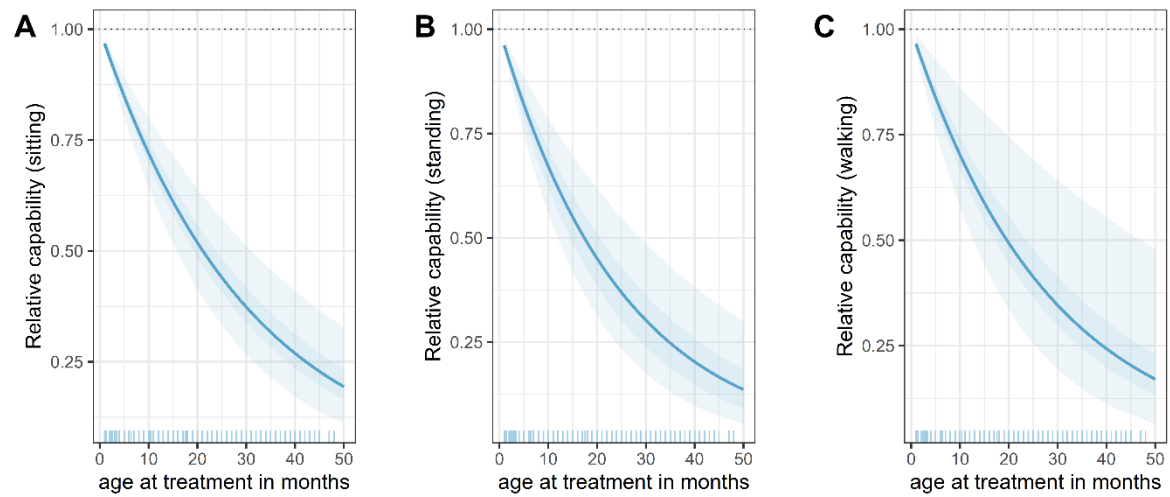 A
Relative capability (sitting)
1.00
0.75
0.50
0.25
0 10 20 30 40 50
age at treatment in months
B
Relative capability (standing)
1.00
0.75
0.50
0.25
0 10 20 30 40 50
age at treatment in months
C
Relative capability (walking)
1.00
0.75
0.50
0.25
0 10 20 30 40 50
age at treatment in months